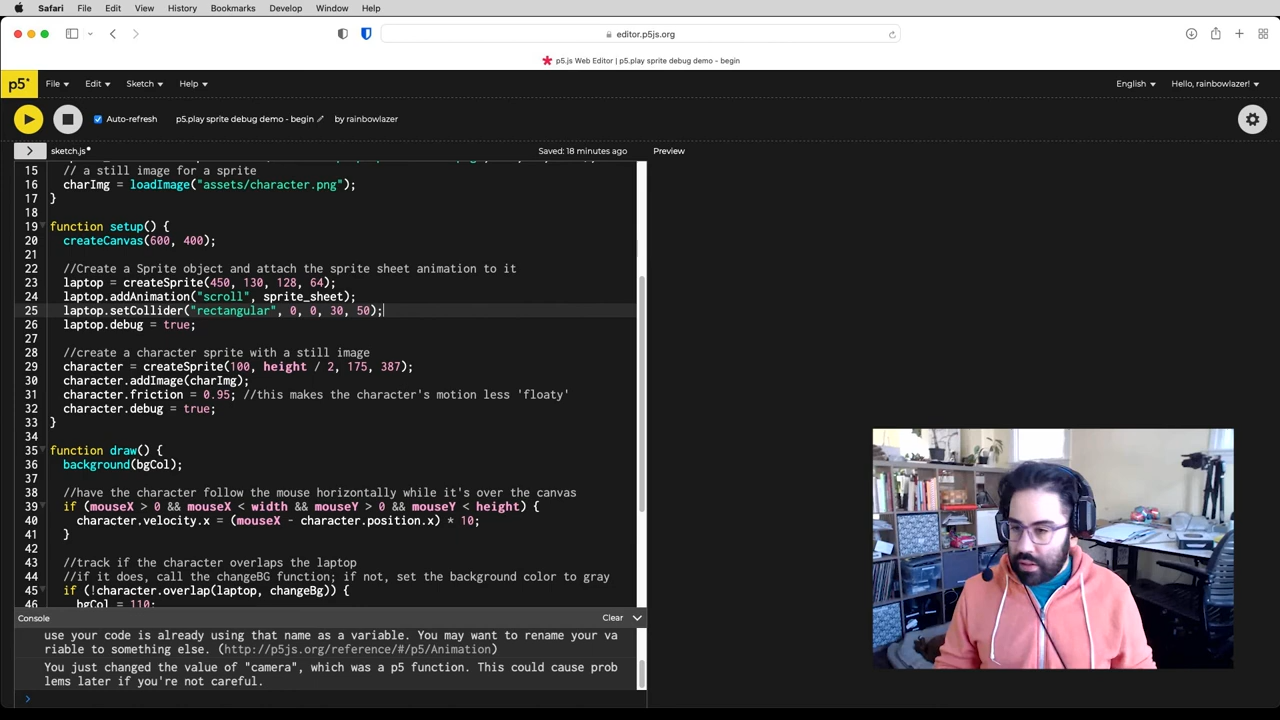 Safari File Edit View History Bookmarks Develop Window Help
editor.p5js.org
p5.js Web Editor | p5.play sprite debug demo - begin
p5* File Edit Sketch Help English Hello, rainbowlazer!
Auto-refresh p5.play sprite debug demo - begin by rainbowlazer
> sketch.js Saved: 18 minutes ago Preview
15 // a still image for a sprite
16 charImg = loadImage("assets/character.png");
17 }
18
19 function setup() {
20 createCanvas(600, 400);
21
22 //Create a Sprite object and attach the sprite sheet animation to it
23 laptop = createSprite(450, 130, 128, 64);
24 laptop.addAnimation("scroll", sprite_sheet);
25 laptop.setCollider("rectangular", 0, 0, 30, 50);
26 laptop.debug = true;
27
28 //create a character sprite with a still image
29 character = createSprite(100, height / 2, 175, 387);
30 character.addImage(charImg);
31 character.friction = 0.95; //this makes the character's motion less 'floaty'
32 character.debug = true;
33 }
34
35 function draw() {
36 background(bgCol);
37
38 //have the character follow the mouse horizontally while it's over the canvas
39 if (mouseX > 0 && mouseX < width && mouseY > 0 && mouseY < height) {
40 character.velocity.x = (mouseX - character.position.x) * 10;
41 }
42
43 //track if the character overlaps the laptop
44 //if it does, call the changeBG function; if not, set the background color to gray
45 if (!character.overlap(laptop, changeBg)) {
46 bgCol = 110;
Console Clear
use your code is already using that name as a variable. You may want to rename your va
riable to something else. (http://p5js.org/reference/#/p5/Animation)
You just changed the value of "camera", which was a p5 function. This could cause prob
lems later if you're not careful.
>